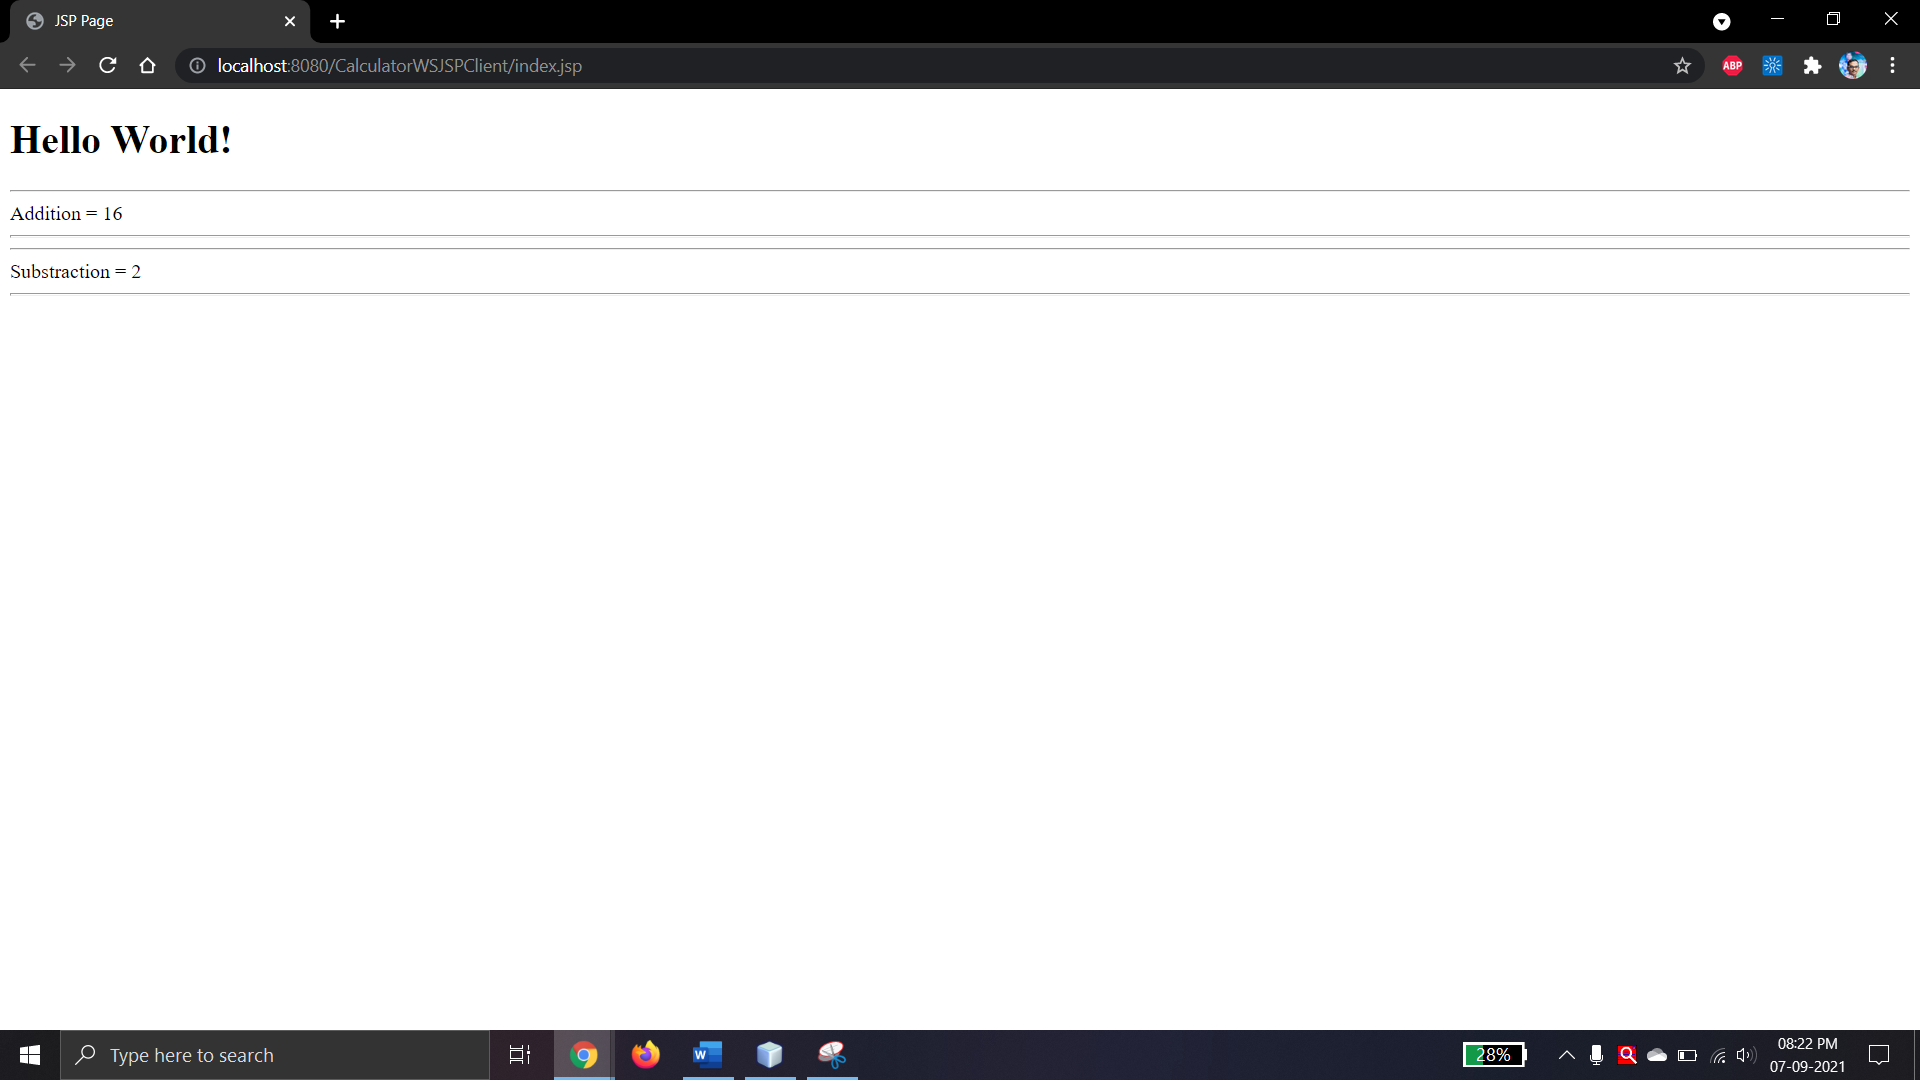 JSP Page
localhost:8080/CalculatorWSJSPClient/index.jsp
ABP
Hello World!
Addition = 16
Substraction = 2
Type here to search
W
28%
08:22 PM
07-09-2021